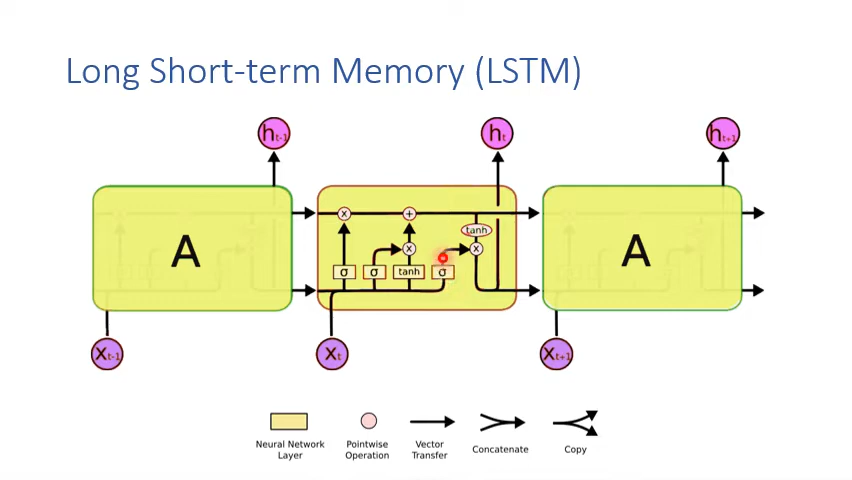 Long Short-term Memory (LSTM)
ht-1
ht
ht+1
A
x
+
tanh
x
x
σ
σ
tanh
σ
A
Xt-1
Xt
Xt+1
Neural Network
Layer
Pointwise
Operation
Vector
Transfer
Concatenate
Copy